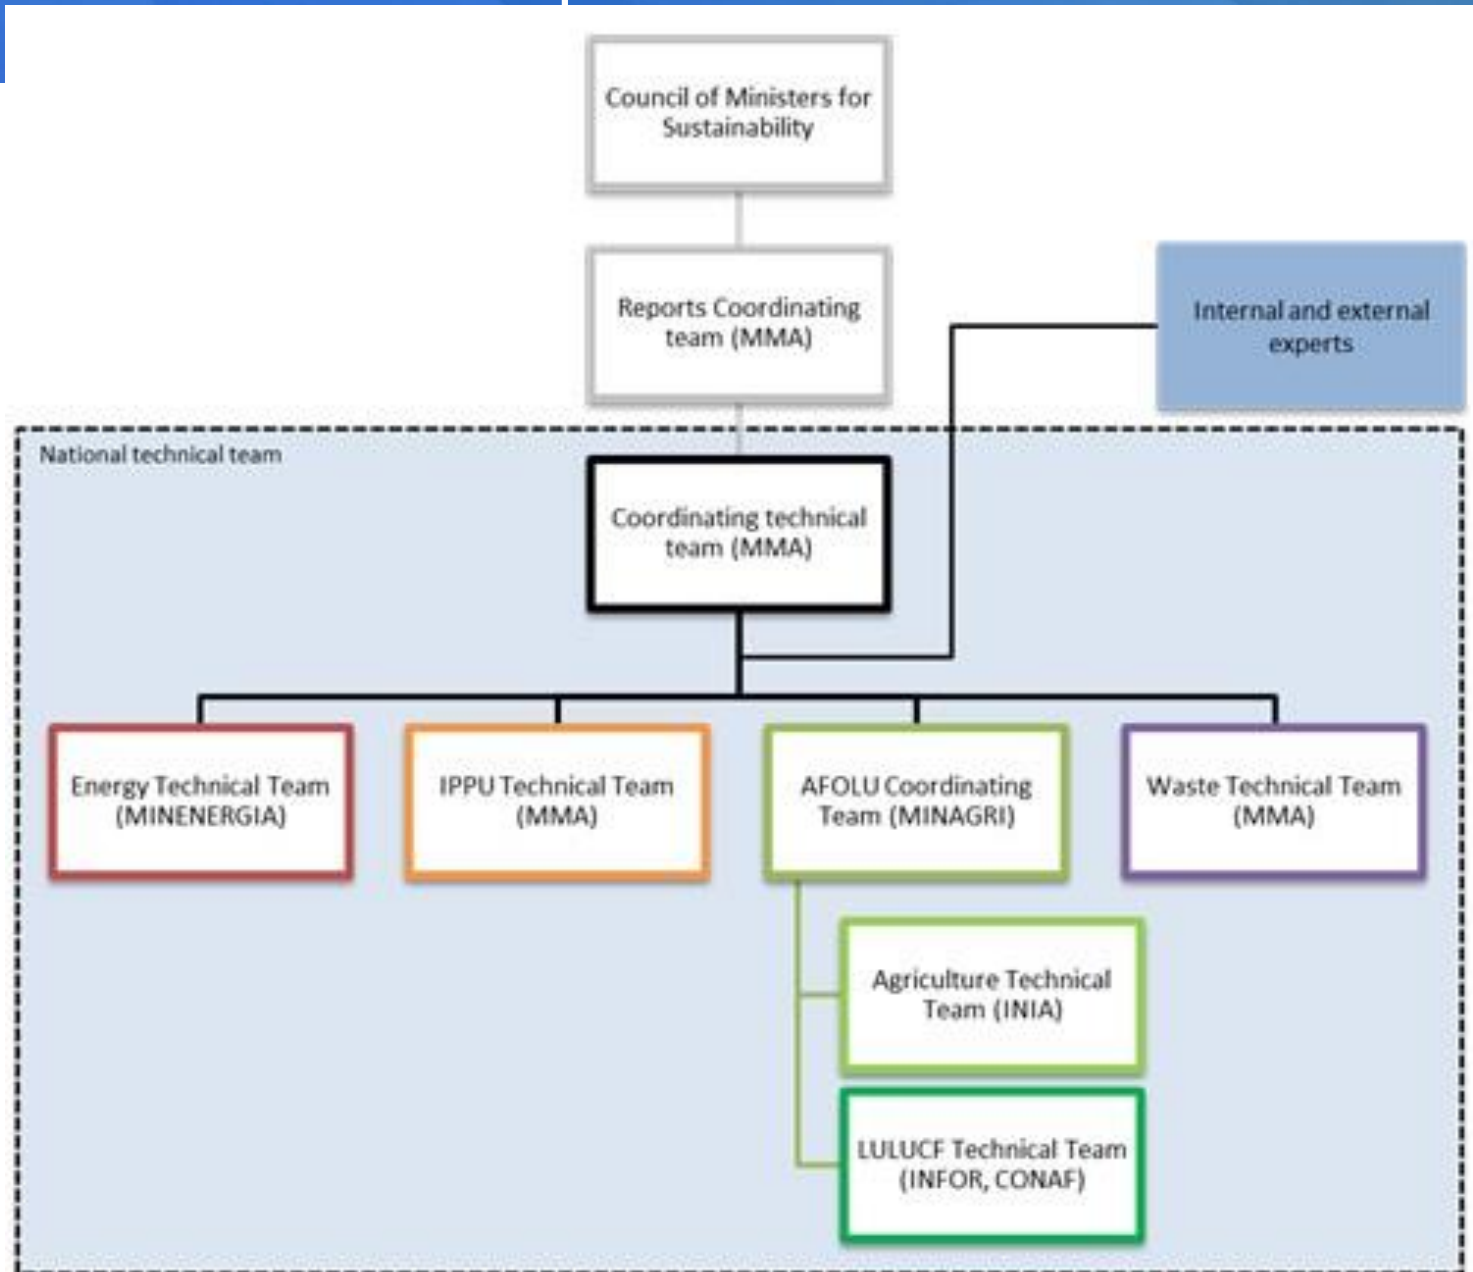 Council of Ministers for
Sustainability
Reports Coordinating
team (MMA)
Internal and external
experts
National technical team
Coordinating technical
team (MMA)
Energy Technical Team
(MINENERGIA)
IPPU Technical Team
(MMA)
AFOLU Coordinating
Team (MINAGRI)
Waste Technical Team
(MMA)
Agriculture Technical
Team (INIA)
LULUCF Technical Team
(INFOR, CONAF)